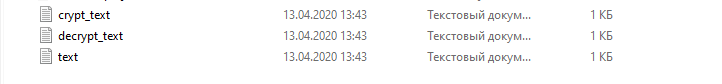 crypt_text 13.04.2020 13:43 Текстовый докум... 1 КБ
decrypt_text 13.04.2020 13:43 Текстовый докум... 1 КБ
text 13.04.2020 13:43 Текстовый докум... 1 КБ